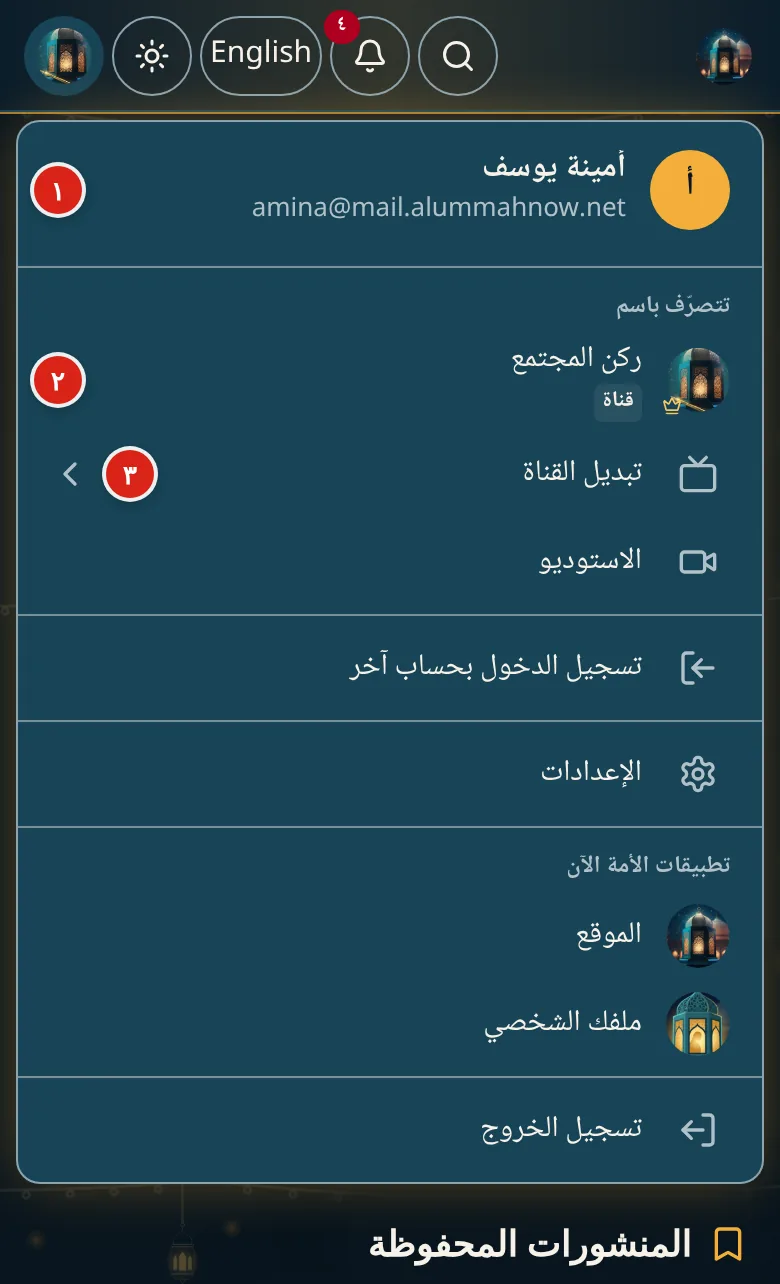 English
٤
أمينة يوسف
أ
amina@mail.alummahnow.net
١
تتصرّف باسم
ركن المجتمع
قناة
٢
تبديل القناة
٣
الاستوديو
تسجيل الدخول بحساب آخر
الإعدادات
تطبيقات الأمة الآن
الموقع
ملفك الشخصي
تسجيل الخروج
المنشورات المحفوظة